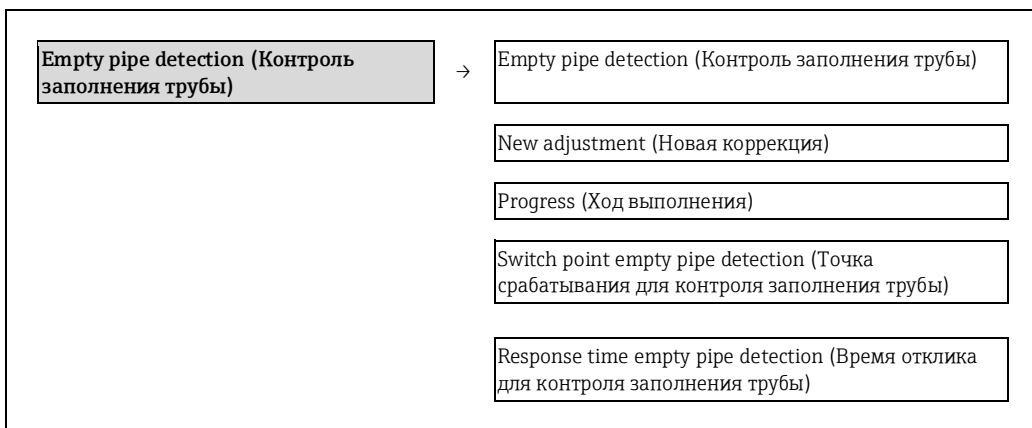 Empty pipe detection (Контроль
заполнения трубы)
→
Empty pipe detection (Контроль заполнения трубы)
New adjustment (Новая коррекция)
Progress (Ход выполнения)
Switch point empty pipe detection (Точка
срабатывания для контроля заполнения трубы)
Response time empty pipe detection (Время отклика
для контроля заполнения трубы)